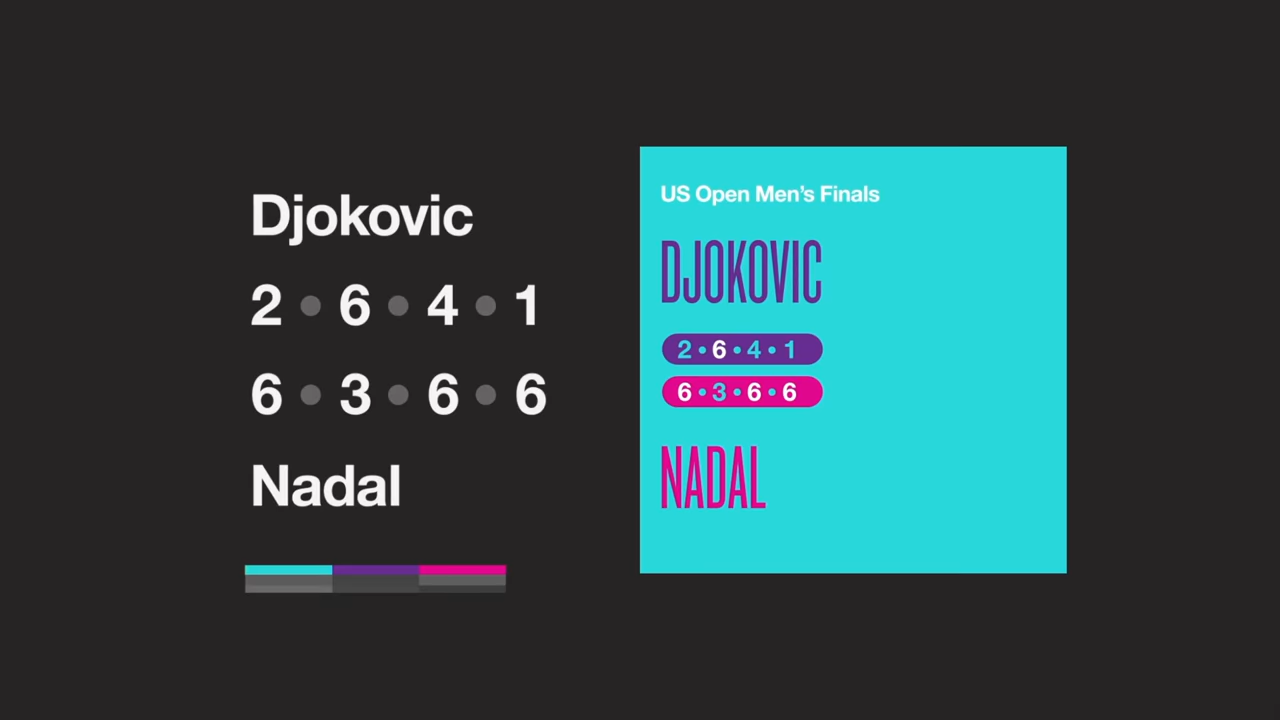 Djokovic
2 • 6 • 4 • 1
6 • 3 • 6 • 6
Nadal
US Open Men's Finals
DJOKOVIC
2 • 6 • 4 • 1
6 • 3 • 6 • 6
NADAL